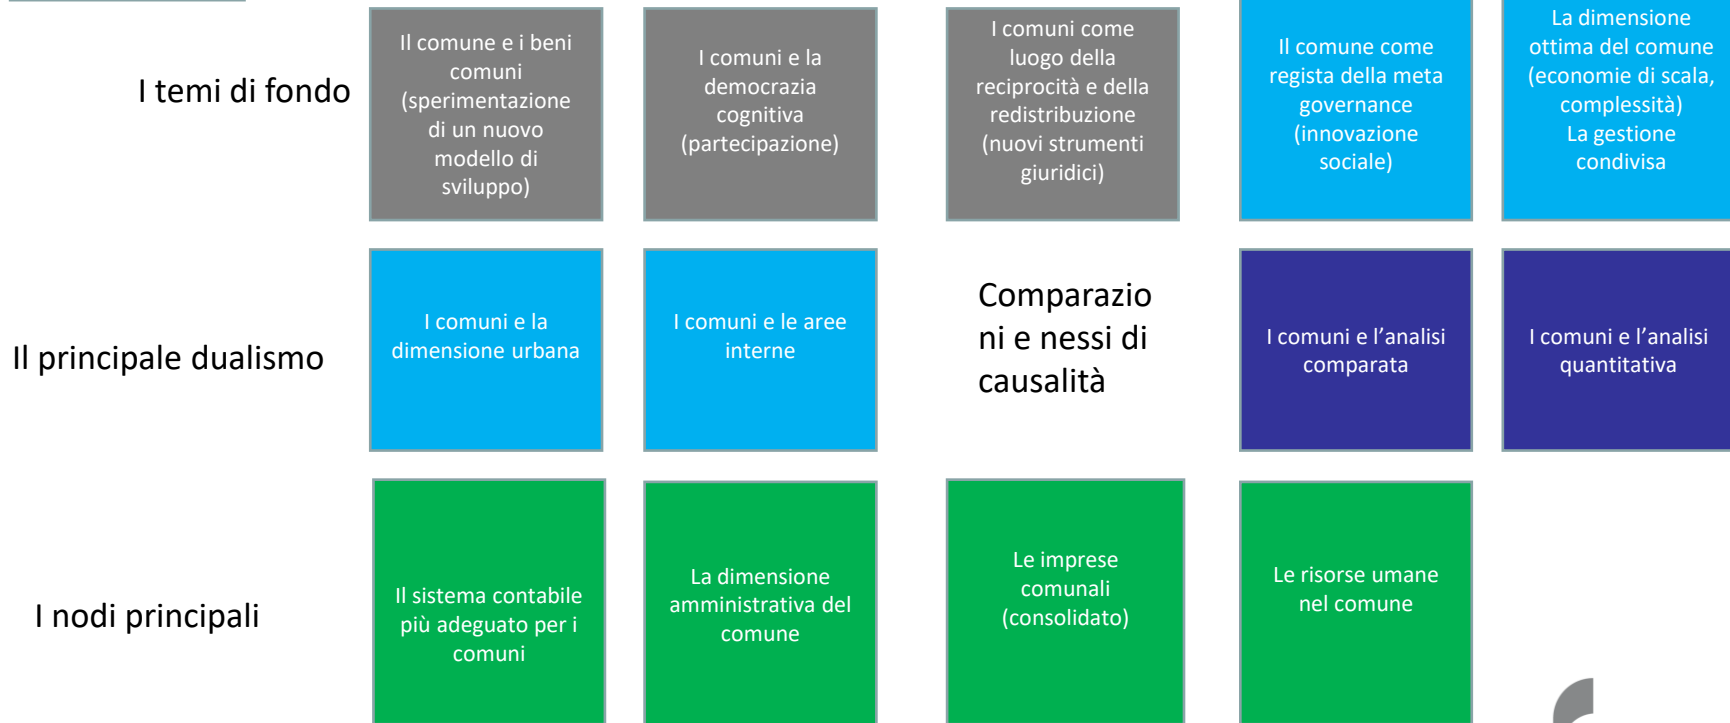 I temi di fondo
Il comune e i beni
comuni
(sperimentazione
di un nuovo
modello di
sviluppo)
I comuni e la
democrazia
cognitiva
(partecipazione)
I comuni come
luogo della
reciprocità e della
redistribuzione
(nuovi strumenti
giuridici)
Il comune come
regista della meta
governance
(innovazione
sociale)
La dimensione
ottima del comune
(economie di scala,
complessità)
La gestione
condivisa
Il principale dualismo
I comuni e la
dimensione urbana
I comuni e le aree
interne
Comparazio
ni e nessi di
causalità
I comuni e l’analisi
comparata
I comuni e l’analisi
quantitativa
I nodi principali
Il sistema contabile
più adeguato per i
comuni
La dimensione
amministrativa del
comune
Le imprese
comunali
(consolidato)
Le risorse umane
nel comune